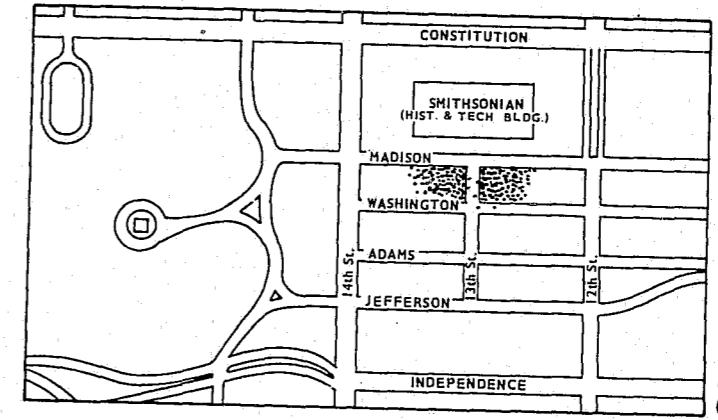 CONSTITUTION
SMITHSONIAN
(HIST. & TECH BLDG.)
MADISON
WASHINGTON
ADAMS
14th St.
13th St.
12th St.
JEFFERSON
INDEPENDENCE